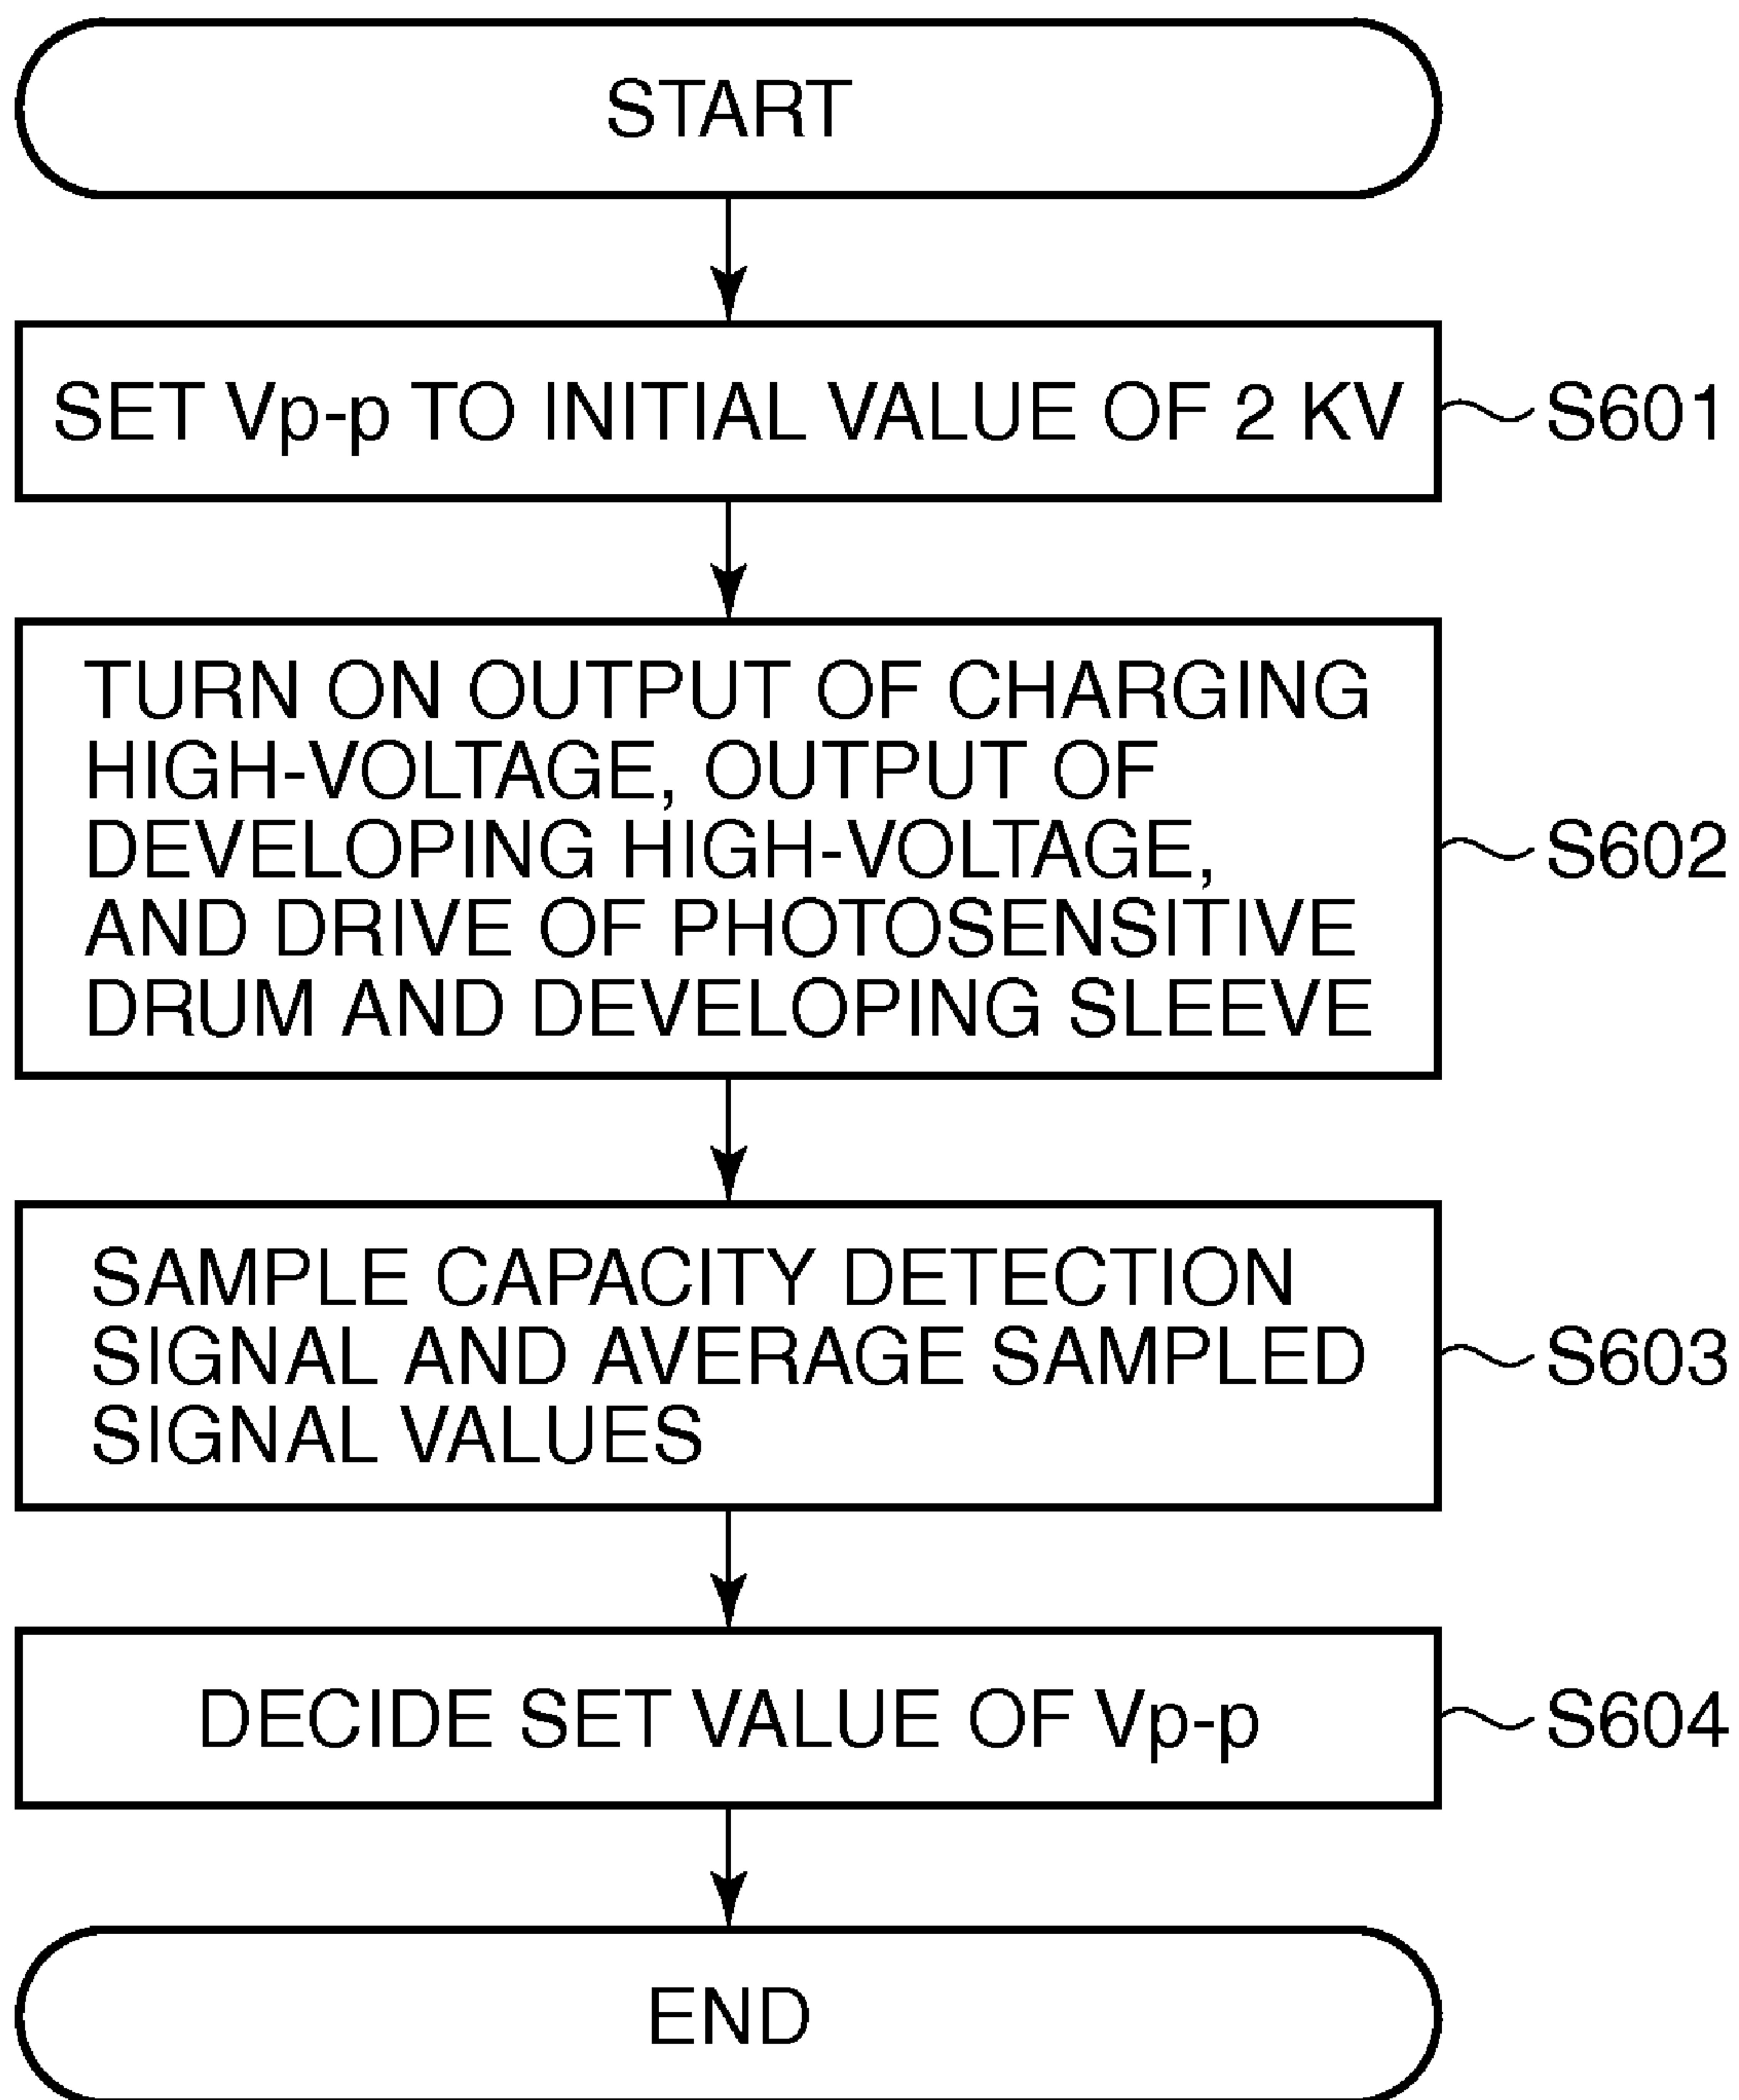 START
SET Vp-p TO INITIAL VALUE OF 2 KV
S601
TURN ON OUTPUT OF CHARGING
HIGH-VOLTAGE, OUTPUT OF
DEVELOPING HIGH-VOLTAGE,
AND DRIVE OF PHOTOSENSITIVE
DRUM AND DEVELOPING SLEEVE
S602
SAMPLE CAPACITY DETECTION
SIGNAL AND AVERAGE SAMPLED
SIGNAL VALUES
S603
DECIDE SET VALUE OF Vp-p
S604
END